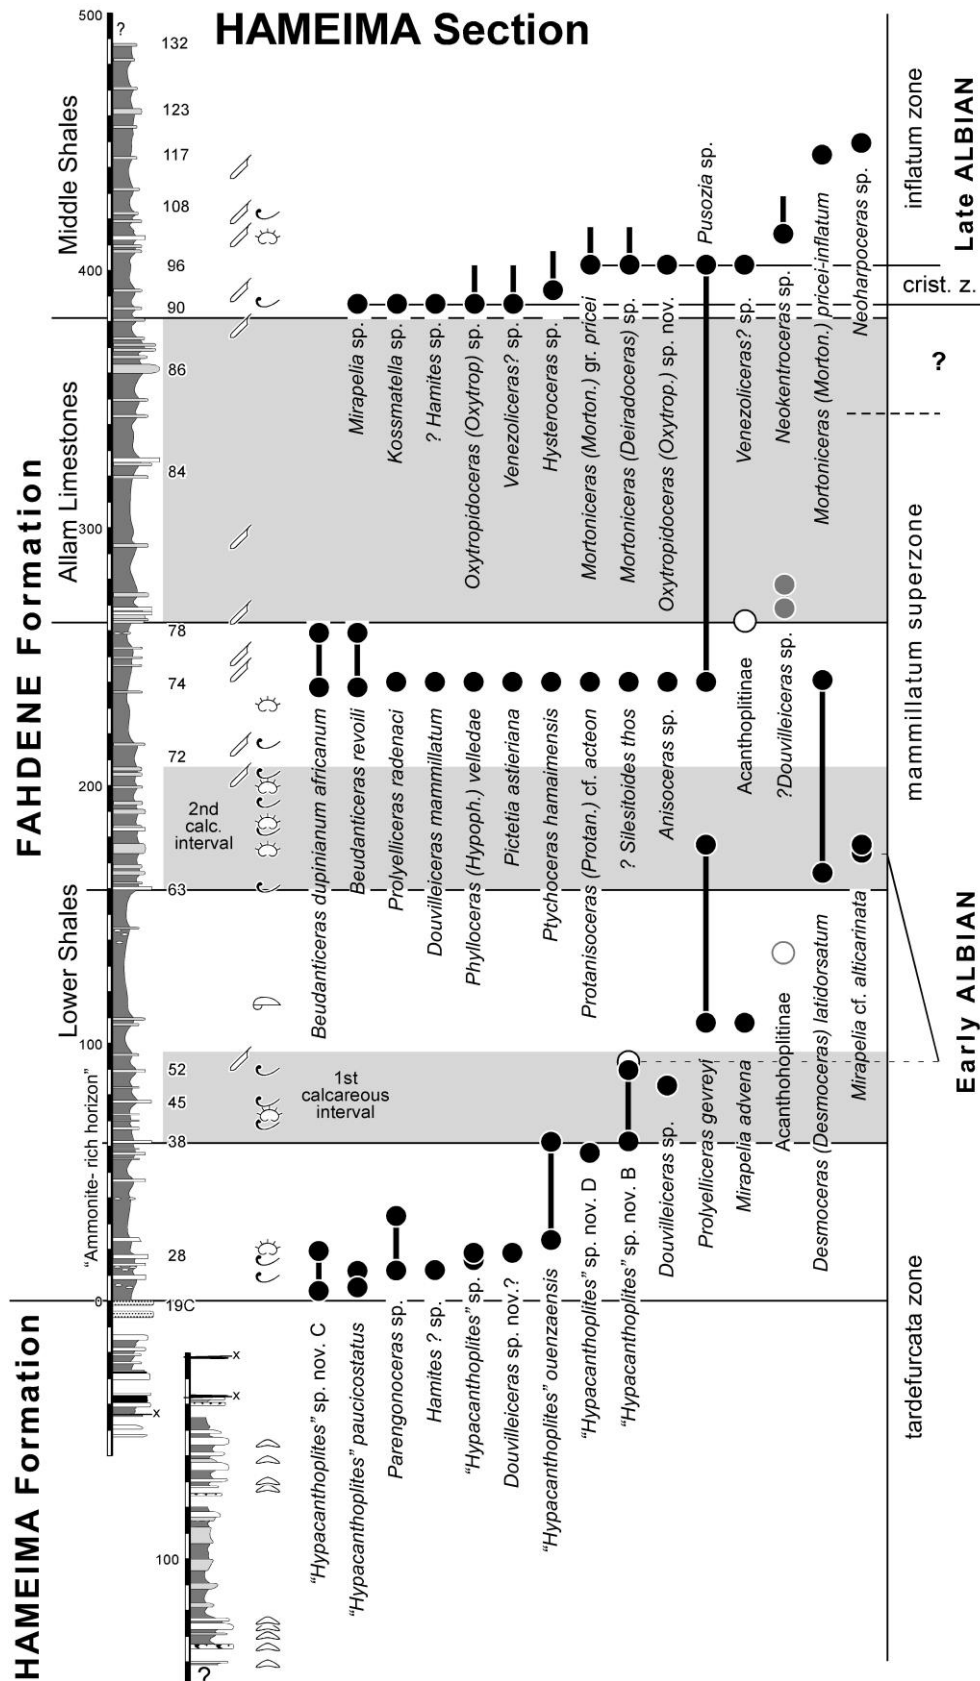 HAMEIMA Section
500
?
132
123
117
108
400
96
90
86
84
300
78
74
72
200
63
100
52
45
38
28
0
19C
x
x
x
100
?
Middle Shales
Allam Limestones
Lower Shales
"Ammonite- rich horizon"
FAHDENE Formation
HAMEIMA Formation
2nd
calc.
interval
1st
calcareous
interval
Mirapelia sp.
Kossmatella sp.
? Hamites sp.
Oxytropidoceras (Oxytrop) sp.
Venezoliceras? sp.
Hysteroceras sp.
Mortoniceras (Morton.) gr. pricei
Mortoniceras (Deiradoceras) sp.
Oxytropidoceras (Oxytrop.) sp. nov.
Pusozia sp.
Venezoliceras? sp.
Neokentroceras sp.
Mortoniceras (Morton.) pricei-inflatum
Neoharpoceras sp.
Beudanticeras dupinianum africanum
Beudanticeras revoili
Prolyelliceras radenaci
Douvilleiceras mammillatum
Phylloceras (Hypoph.) velledae
Pictetia astieriana
Ptychoceras hamaimensis
Protanisoceras (Protan.) cf. acteon
? Silesitoides thos
Anisoceras sp.
Acanthoplitinae
?Douvilleiceras sp.
"Hypacanthoplites" sp. nov. C
"Hypacanthoplites" paucicostatus
Parengonoceras sp.
Hamites ? sp.
"Hypacanthoplites" sp.
Douvilleiceras sp. nov.?
"Hypacanthoplites" ouenzaensis
"Hypacanthoplites" sp. nov. D
"Hypacanthoplites" sp. nov. B
Douvilleiceras sp.
Prolyelliceras gevreyi
Mirapelia advena
Acanthohoplitinae
Desmoceras (Desmoceras) latidorsatum
Mirapelia cf. alticarinata
inflatum zone
crist. z.
?
mammillatum superzone
tardefurcata zone
Late ALBIAN
Early ALBIAN